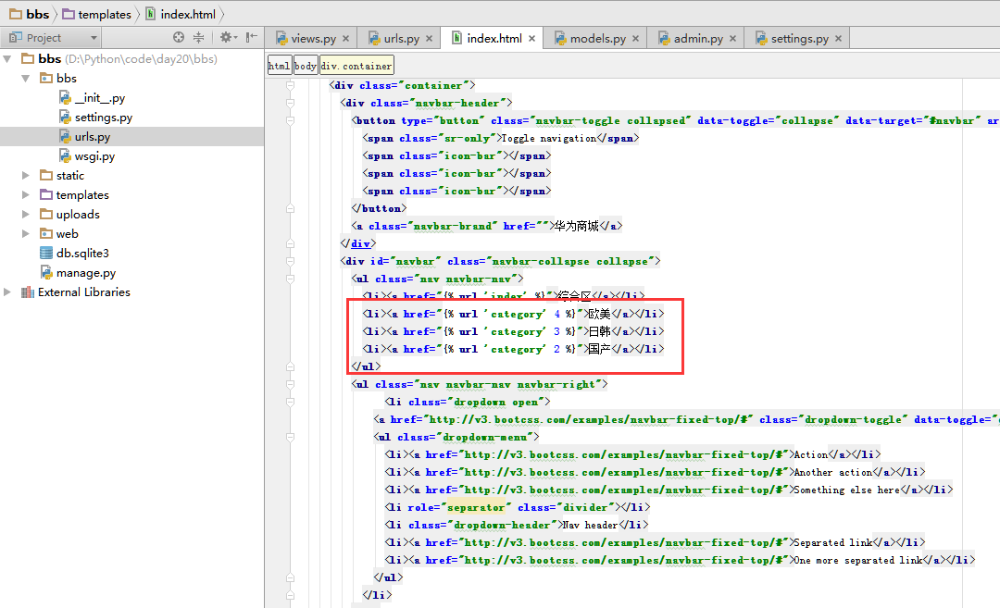 bbs templates index.html
Project
views.py urls.py index.html models.py admin.py settings.py
bbs (D:\Python\code\day20\bbs)
bbs
__init__.py
settings.py
urls.py
wsgi.py
static
templates
uploads
web
db.sqlite3
manage.py
External Libraries
html body div.container
<div class="container">
<div class="navbar-header">
<button type="button" class="navbar-toggle collapsed" data-toggle="collapse" data-target="#navbar" ar
<span class="sr-only">Toggle navigation</span>
<span class="icon-bar"></span>
<span class="icon-bar"></span>
<span class="icon-bar"></span>
</button>
<a class="navbar-brand" href="">华为商城</a>
</div>
<div id="navbar" class="navbar-collapse collapse">
<ul class="nav navbar-nav">
<li><a href="{% url 'index' %}">综合区</a></li>
<li><a href="{% url 'category' 4 %}">欧美</a></li>
<li><a href="{% url 'category' 3 %}">日韩</a></li>
<li><a href="{% url 'category' 2 %}">国产</a></li>
</ul>
<ul class="nav navbar-nav navbar-right">
<li class="dropdown open">
<a href="http://v3.bootcss.com/examples/navbar-fixed-top/#" class="dropdown-toggle" data-toggle="
<ul class="dropdown-menu">
<li><a href="http://v3.bootcss.com/examples/navbar-fixed-top/#">Action</a></li>
<li><a href="http://v3.bootcss.com/examples/navbar-fixed-top/#">Another action</a></li>
<li><a href="http://v3.bootcss.com/examples/navbar-fixed-top/#">Something else here</a></li>
<li role="separator" class="divider"></li>
<li class="dropdown-header">Nav header</li>
<li><a href="http://v3.bootcss.com/examples/navbar-fixed-top/#">Separated link</a></li>
<li><a href="http://v3.bootcss.com/examples/navbar-fixed-top/#">One more separated link</a></li>
</ul>
</li>